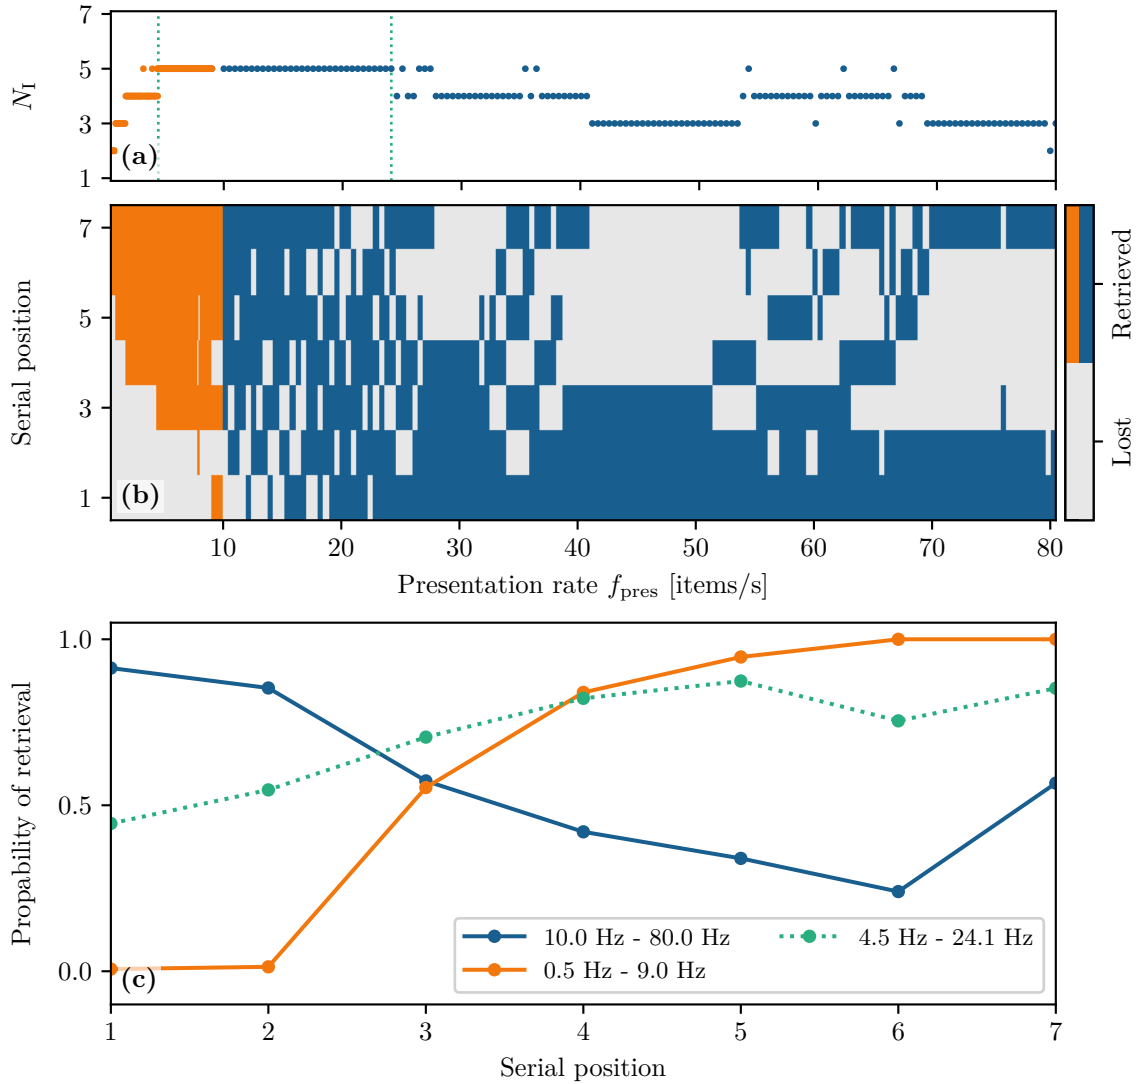 7
5
3
1
N_I
(a)
7
5
3
1
Serial position
(b)
10 20 30 40 50 60 70 80
Presentation rate f_pres [items/s]
Retrieved
Lost
1.0
0.5
0.0
Propability of retrieval
(c)
10.0 Hz - 80.0 Hz
0.5 Hz - 9.0 Hz
4.5 Hz - 24.1 Hz
1 2 3 4 5 6 7
Serial position